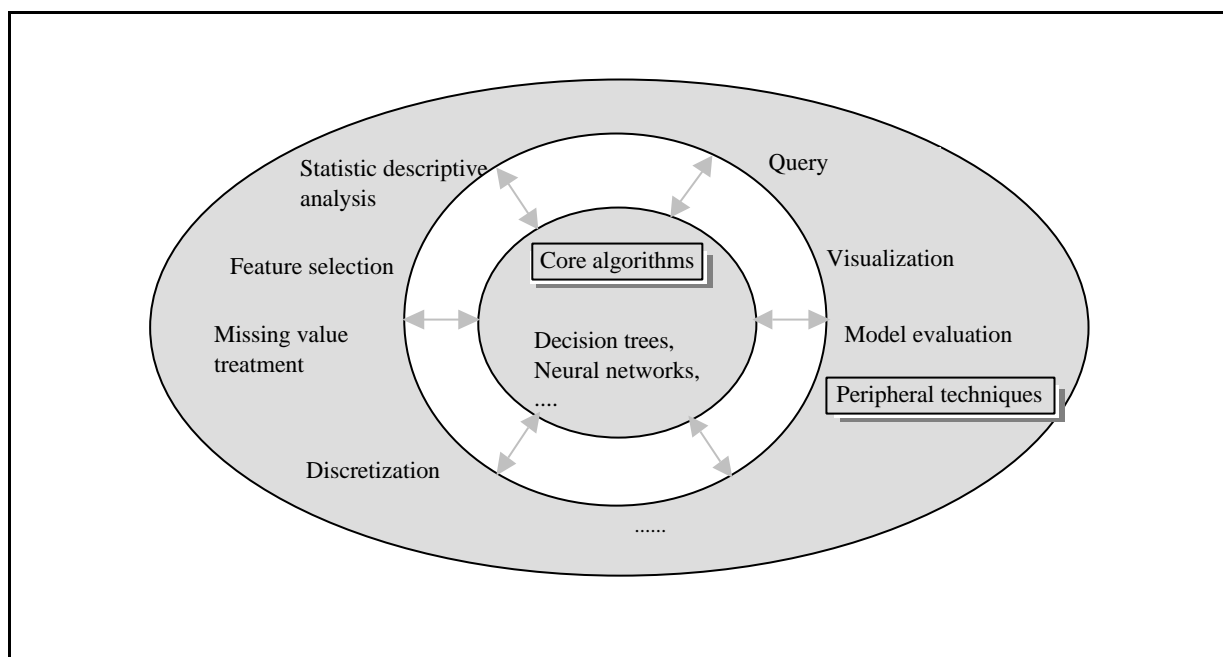 Statistic descriptive
analysis
Query
Core algorithms
Feature selection
Visualization
Missing value
treatment
Decision trees,
Neural networks,
....
Model evaluation
Peripheral techniques
Discretization
......